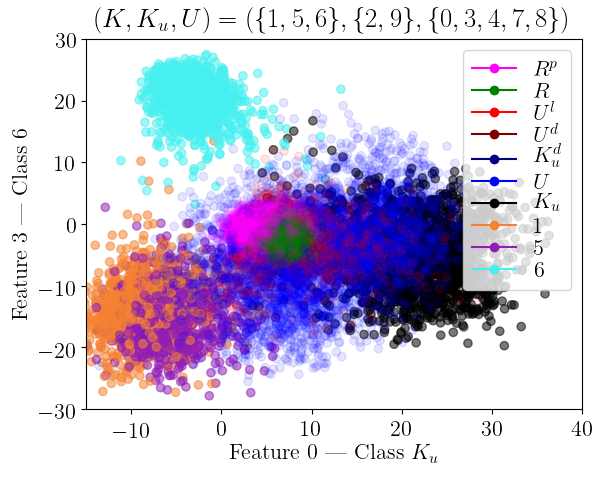 (K, K_u, U) = ({1, 5, 6}, {2, 9}, {0, 3, 4, 7, 8})
30
20
10
0
−10
−20
−30
Feature 3 — Class 6
R^p
R
U^l
U^d
K_u^d
U
K_u
1
5
6
−10
0
10
20
30
40
Feature 0 — Class K_u